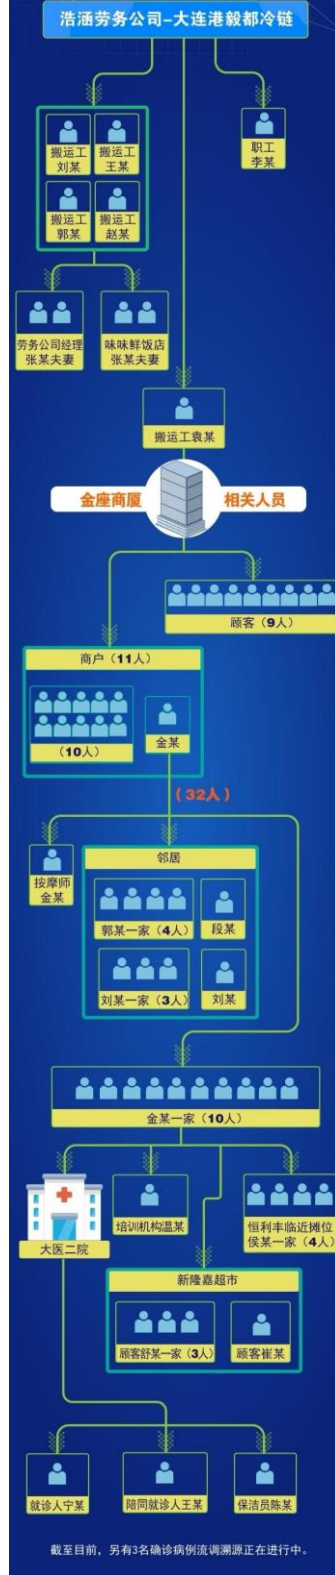 浩涵劳务公司-大连港毅都冷链
搬运工
刘某
搬运工
王某
搬运工
郭某
搬运工
赵某
职工
李某
劳务公司经理
张某夫妻
味味鲜饭店
张某夫妻
搬运工袁某
金座商厦
相关人员
顾客（9人）
商户（11人）
（10人）
金某
（32人）
按摩师
金某
邻居
郭某一家（4人）
段某
刘某一家（3人）
刘某
金某一家（10人）
大医二院
培训机构温某
恒利丰临近摊位
侯某一家（4人）
新隆嘉超市
顾客舒某一家（3人）
顾客崔某
就诊人宁某
陪同就诊人王某
保洁员陈某
截至目前，另有3名确诊病例流调溯源正在进行中。